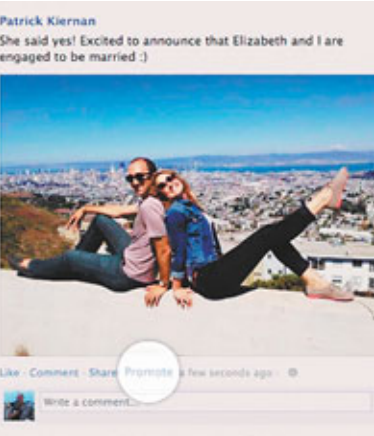 Patrick Kiernan
She said yes! Excited to announce that Elizabeth and I are
engaged to be married :)
Like · Comment · Share Promote a few seconds ago ·
Write a comment...